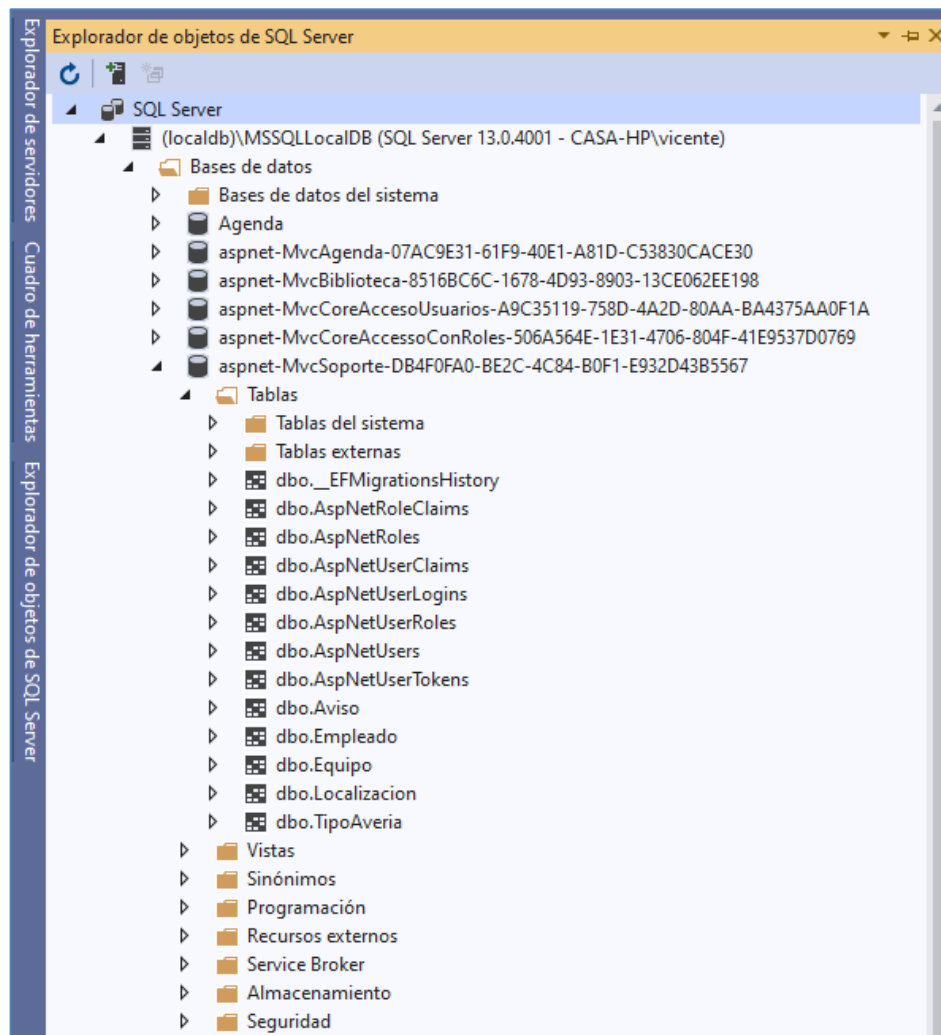 Explorador de servidores
Cuadro de herramientas
Explorador de objetos de SQL Server
Explorador de objetos de SQL Server
SQL Server
(localdb)\MSSQLLocalDB (SQL Server 13.0.4001 - CASA-HP\vicente)
Bases de datos
Bases de datos del sistema
Agenda
aspnet-MvcAgenda-07AC9E31-61F9-40E1-A81D-C53830CACE30
aspnet-MvcBiblioteca-8516BC6C-1678-4D93-8903-13CE062EE198
aspnet-MvcCoreAccesoUsuarios-A9C35119-758D-4A2D-80AA-BA4375AA0F1A
aspnet-MvcCoreAccessoConRoles-506A564E-1E31-4706-804F-41E9537D0769
aspnet-MvcSoporte-DB4F0FA0-BE2C-4C84-B0F1-E932D43B5567
Tablas
Tablas del sistema
Tablas externas
dbo.__EFMigrationsHistory
dbo.AspNetRoleClaims
dbo.AspNetRoles
dbo.AspNetUserClaims
dbo.AspNetUserLogins
dbo.AspNetUserRoles
dbo.AspNetUsers
dbo.AspNetUserTokens
dbo.Aviso
dbo.Empleado
dbo.Equipo
dbo.Localizacion
dbo.TipoAveria
Vistas
Sinónimos
Programación
Recursos externos
Service Broker
Almacenamiento
Seguridad